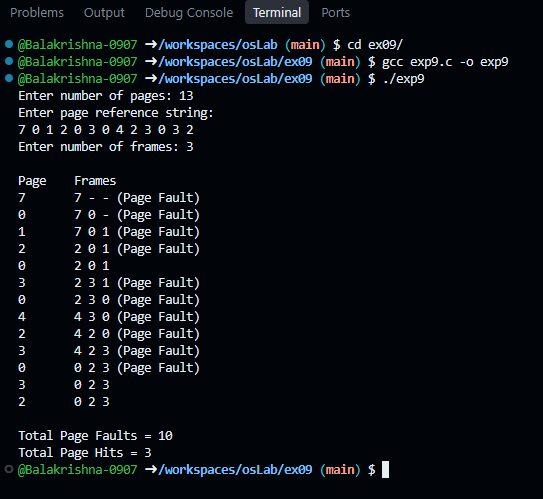 Problems Output Debug Console Terminal Ports
@Balakrishna-0907 ➜/workspaces/osLab (main) $ cd ex09/
@Balakrishna-0907 ➜/workspaces/osLab/ex09 (main) $ gcc exp9.c -o exp9
@Balakrishna-0907 ➜/workspaces/osLab/ex09 (main) $ ./exp9
Enter number of pages: 13
Enter page reference string:
7 0 1 2 0 3 0 4 2 3 0 3 2
Enter number of frames: 3
Page Frames
7 7 - - (Page Fault)
0 7 0 - (Page Fault)
1 7 0 1 (Page Fault)
2 2 0 1 (Page Fault)
0 2 0 1
3 2 3 1 (Page Fault)
0 2 3 0 (Page Fault)
4 4 3 0 (Page Fault)
2 4 2 0 (Page Fault)
3 4 2 3 (Page Fault)
0 0 2 3 (Page Fault)
3 0 2 3
2 0 2 3
Total Page Faults = 10
Total Page Hits = 3
@Balakrishna-0907 ➜/workspaces/osLab/ex09 (main) $